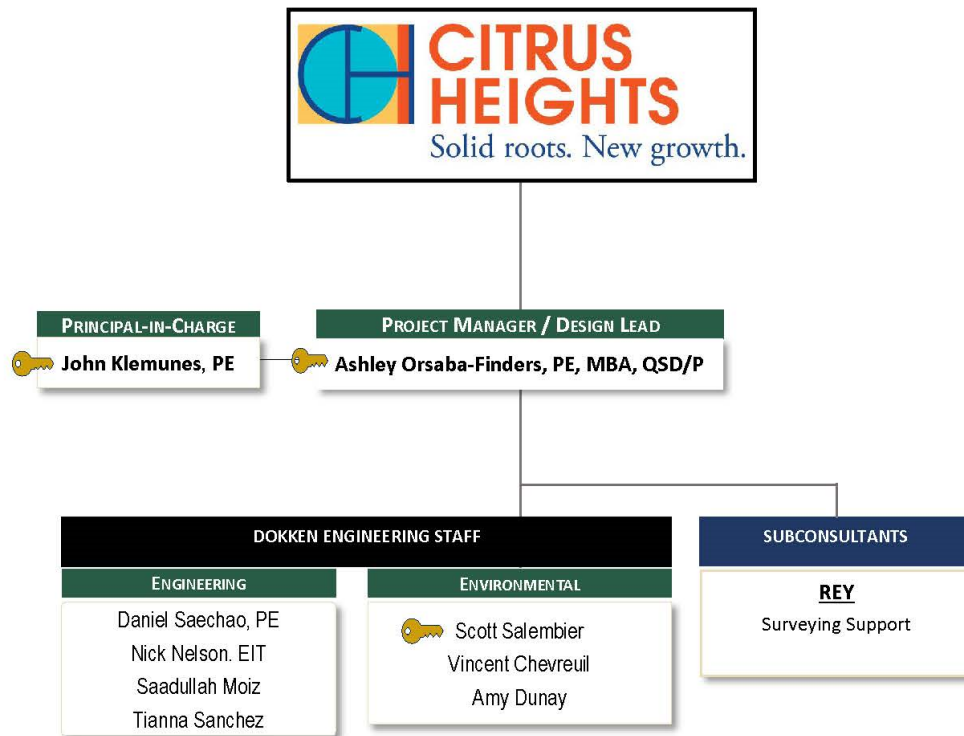 CITRUS
HEIGHTS
Solid roots. New growth.
PRINCIPAL-IN-CHARGE
John Klemunes, PE
PROJECT MANAGER / DESIGN LEAD
Ashley Orsaba-Finders, PE, MBA, QSD/P
DOKKEN ENGINEERING STAFF
ENGINEERING
Daniel Saechao, PE
Nick Nelson. EIT
Saadullah Moiz
Tianna Sanchez
ENVIRONMENTAL
Scott Salembier
Vincent Chevreuil
Amy Dunay
SUBCONSULTANTS
REY
Surveying Support